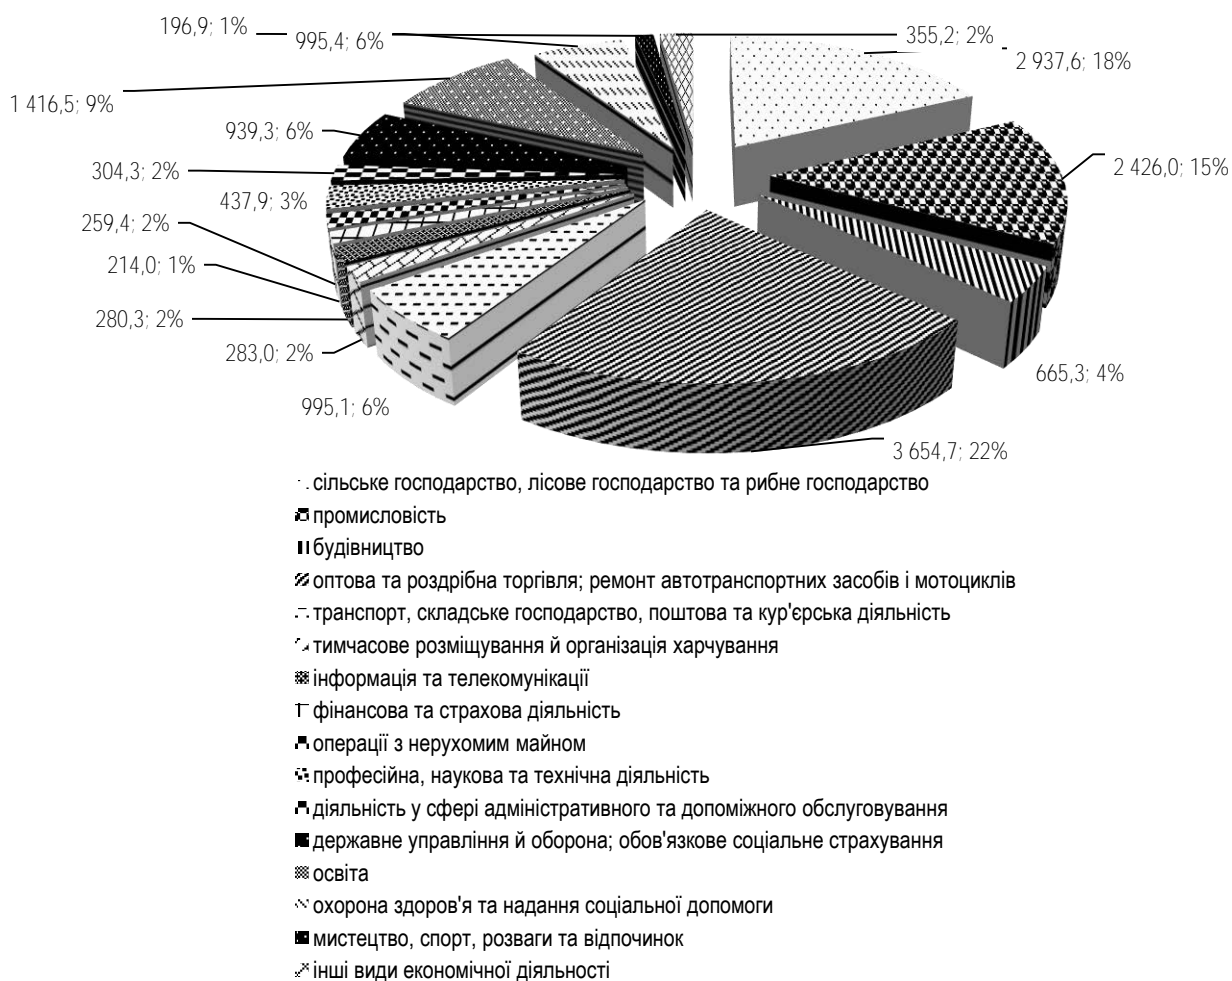 196,9; 1%
995,4; 6%
355,2; 2%
2 937,6; 18%
1 416,5; 9%
939,3; 6%
2 426,0; 15%
304,3; 2%
437,9; 3%
259,4; 2%
214,0; 1%
280,3; 2%
283,0; 2%
665,3; 4%
995,1; 6%
3 654,7; 22%
сільське господарство, лісове господарство та рибне господарство
промисловість
будівництво
оптова та роздрібна торгівля; ремонт автотранспортних засобів і мотоциклів
транспорт, складське господарство, поштова та кур'єрська діяльність
тимчасове розміщування й організація харчування
інформація та телекомунікації
фінансова та страхова діяльність
операції з нерухомим майном
професійна, наукова та технічна діяльність
діяльність у сфері адміністративного та допоміжного обслуговування
державне управління й оборона; обов'язкове соціальне страхування
освіта
охорона здоров'я та надання соціальної допомоги
мистецтво, спорт, розваги та відпочинок
інші види економічної діяльності